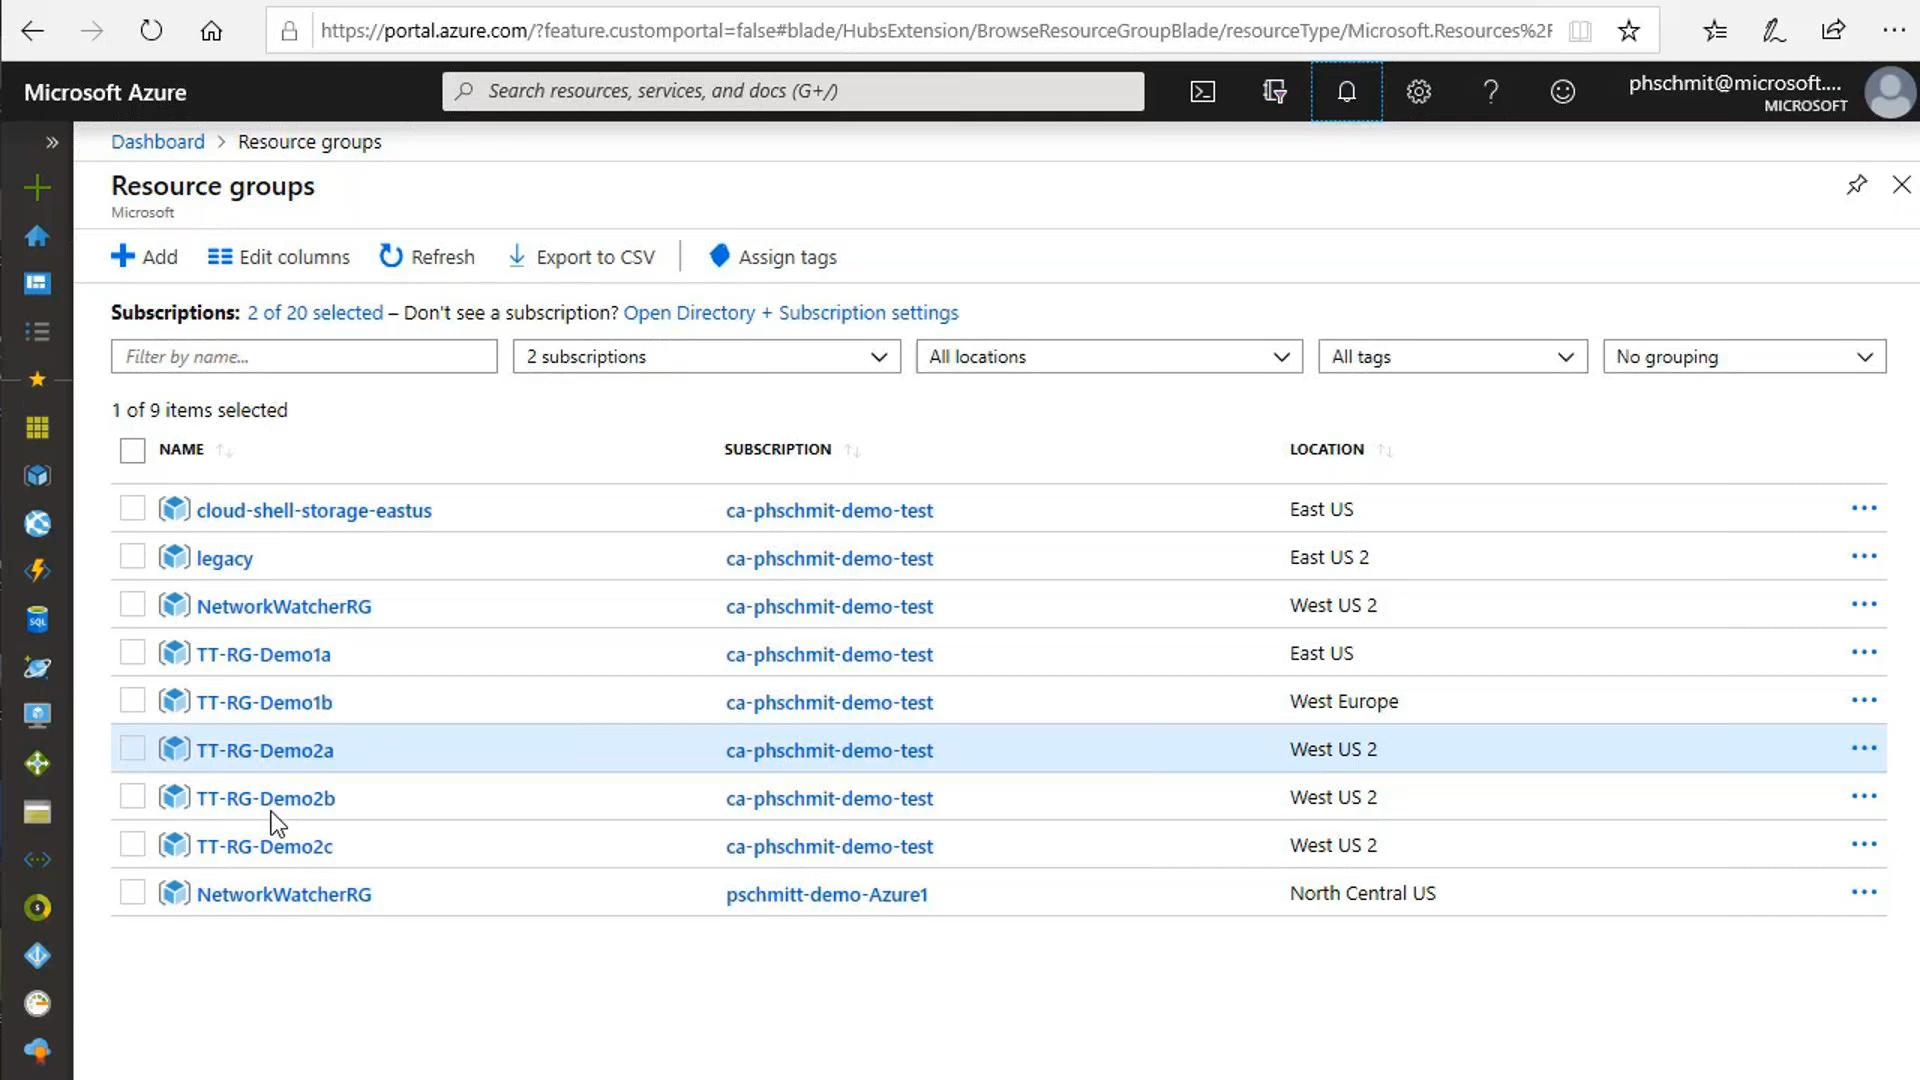 https://portal.azure.com/?feature.customportal=false#blade/HubsExtension/BrowseResourceGroupBlade/resourceType/Microsoft.Resources%2F
Microsoft Azure
Search resources, services, and docs (G+/)
phschmit@microsoft....
MICROSOFT
Dashboard > Resource groups
Resource groups
Microsoft
Add
Edit columns
Refresh
Export to CSV
Assign tags
Subscriptions: 2 of 20 selected – Don't see a subscription? Open Directory + Subscription settings
Filter by name...
2 subscriptions
All locations
All tags
No grouping
1 of 9 items selected
NAME SUBSCRIPTION LOCATION
cloud-shell-storage-eastus ca-phschmit-demo-test East US
legacy ca-phschmit-demo-test East US 2
NetworkWatcherRG ca-phschmit-demo-test West US 2
TT-RG-Demo1a ca-phschmit-demo-test East US
TT-RG-Demo1b ca-phschmit-demo-test West Europe
TT-RG-Demo2a ca-phschmit-demo-test West US 2
TT-RG-Demo2b ca-phschmit-demo-test West US 2
TT-RG-Demo2c ca-phschmit-demo-test West US 2
NetworkWatcherRG pschmitt-demo-Azure1 North Central US
SQL